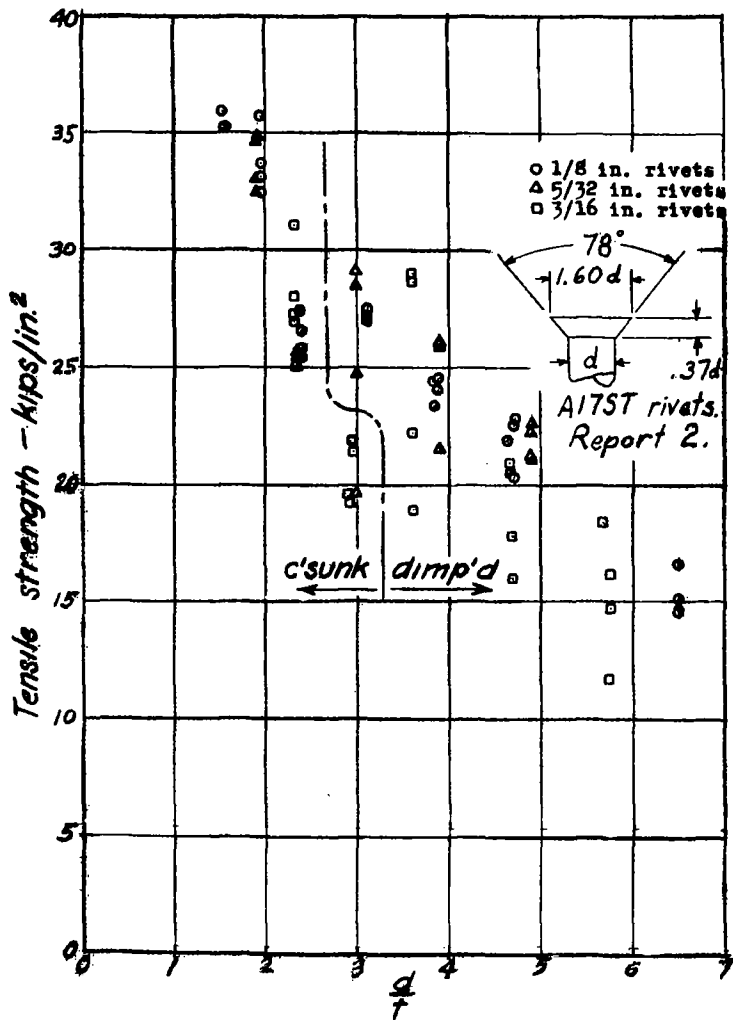 40
35
30
25
20
15
10
5
0
Tensile strength – kips/in.²
0 1 2 3 4 5 6 7
d/t
○ 1/8 in. rivets
△ 5/32 in. rivets
□ 3/16 in. rivets
78°
1.60d
d
.37d
A17ST rivets.
Report 2.
c'sunk dimp'd